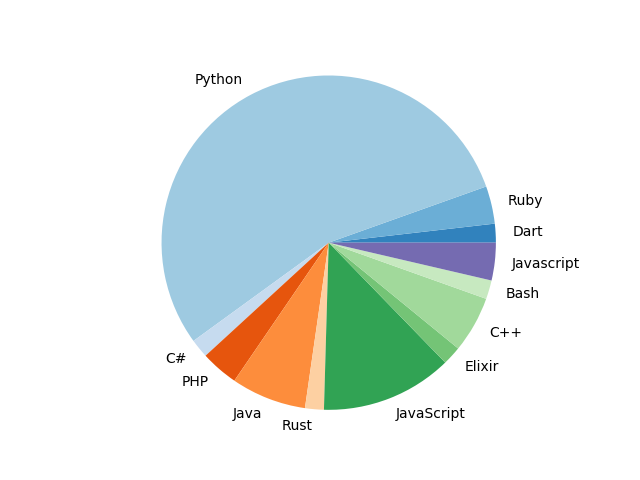 Python
Ruby
Dart
Javascript
Bash
C++
C#
Elixir
PHP
Java
JavaScript
Rust